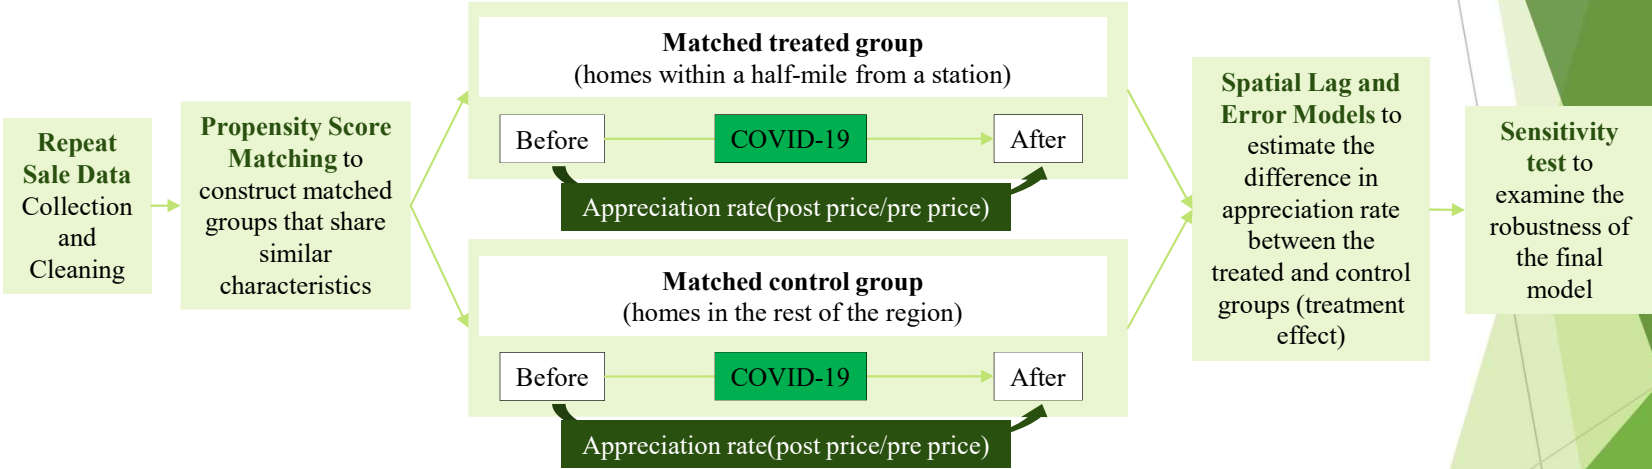 Repeat
Sale Data
Collection
and
Cleaning
Propensity Score
Matching to
construct matched
groups that share
similar
characteristics
Matched treated group
(homes within a half-mile from a station)
Before
COVID-19
After
Appreciation rate(post price/pre price)
Matched control group
(homes in the rest of the region)
Before
COVID-19
After
Appreciation rate(post price/pre price)
Spatial Lag and
Error Models to
estimate the
difference in
appreciation rate
between the
treated and control
groups (treatment
effect)
Sensitivity
test to
examine the
robustness of
the final
model